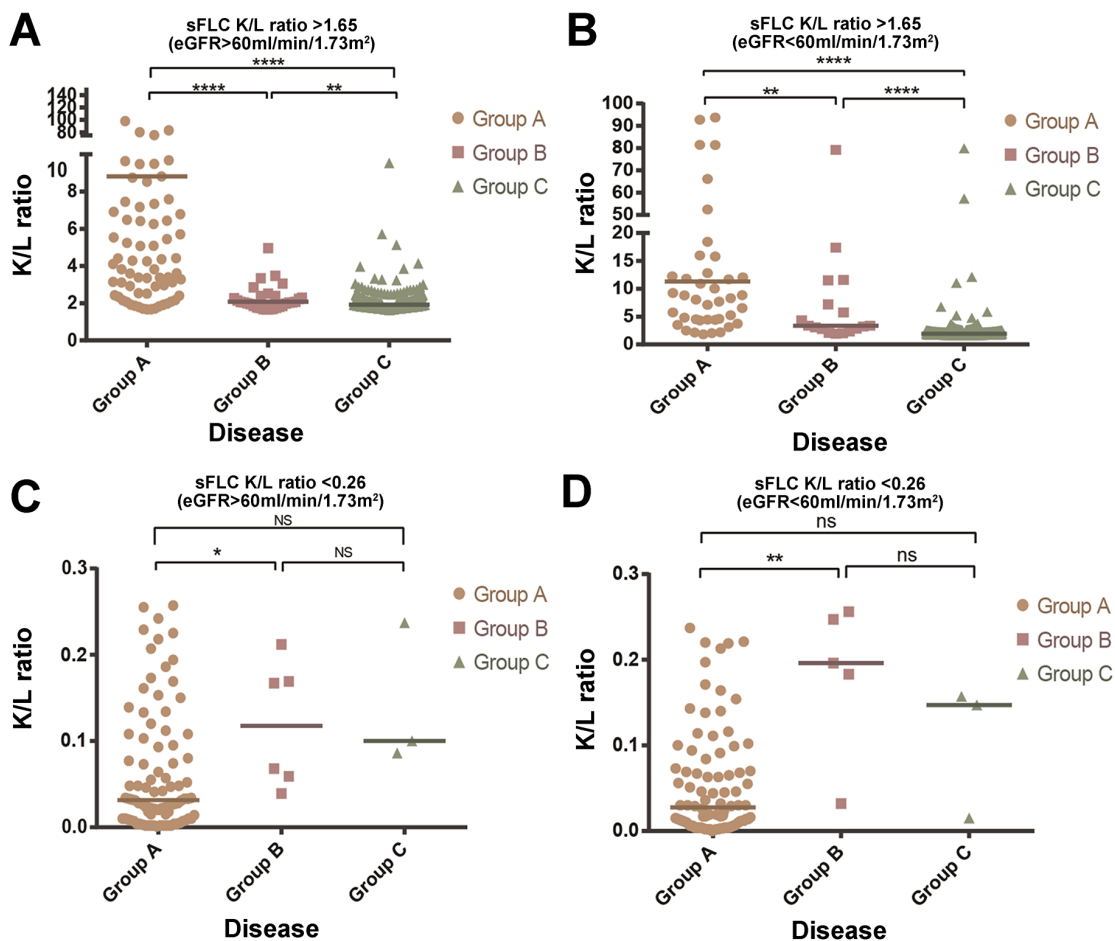 A
sFLC K/L ratio >1.65
(eGFR>60ml/min/1.73m²)
****
****
**
140
120
100
80
10
8
6
4
2
0
K/L ratio
Group A
Group B
Group C
Disease
Group A
Group B
Group C
B
sFLC K/L ratio >1.65
(eGFR<60ml/min/1.73m²)
****
**
****
100
90
80
70
60
50
20
15
10
5
0
K/L ratio
Group A
Group B
Group C
Disease
Group A
Group B
Group C
C
sFLC K/L ratio <0.26
(eGFR>60ml/min/1.73m²)
NS
*
NS
0.3
0.2
0.1
0.0
K/L ratio
Group A
Group B
Group C
Disease
Group A
Group B
Group C
D
sFLC K/L ratio <0.26
(eGFR<60ml/min/1.73m²)
ns
**
ns
0.3
0.2
0.1
0.0
K/L ratio
Group A
Group B
Group C
Disease
Group A
Group B
Group C